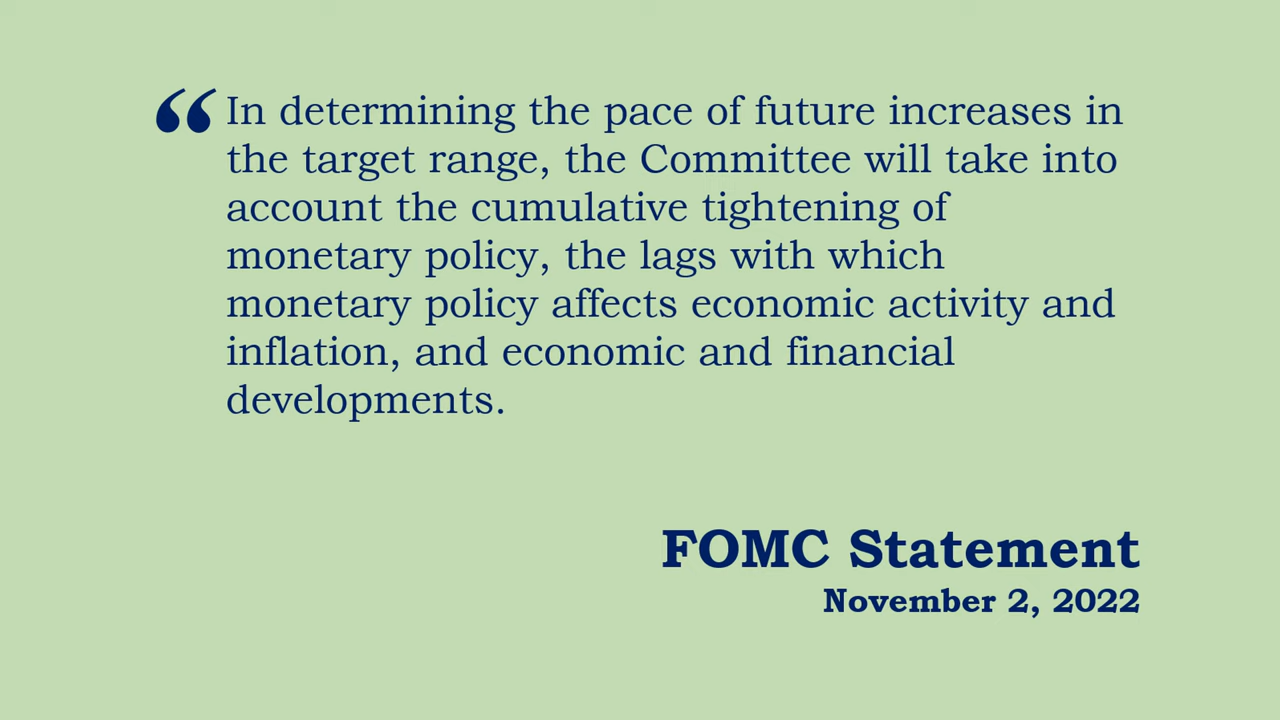 “In determining the pace of future increases in
the target range, the Committee will take into
account the cumulative tightening of
monetary policy, the lags with which
monetary policy affects economic activity and
inflation, and economic and financial
developments.
FOMC Statement
November 2, 2022